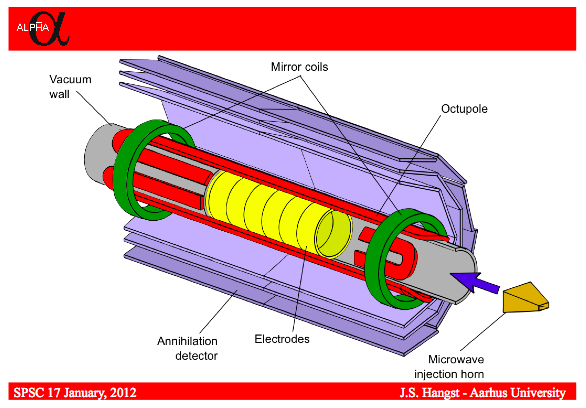 ALPHA
α
Mirror coils
Vacuum
wall
Octupole
Annihilation
detector
Electrodes
Microwave
injection horn
SPSC 17 January, 2012
J.S. Hangst - Aarhus University